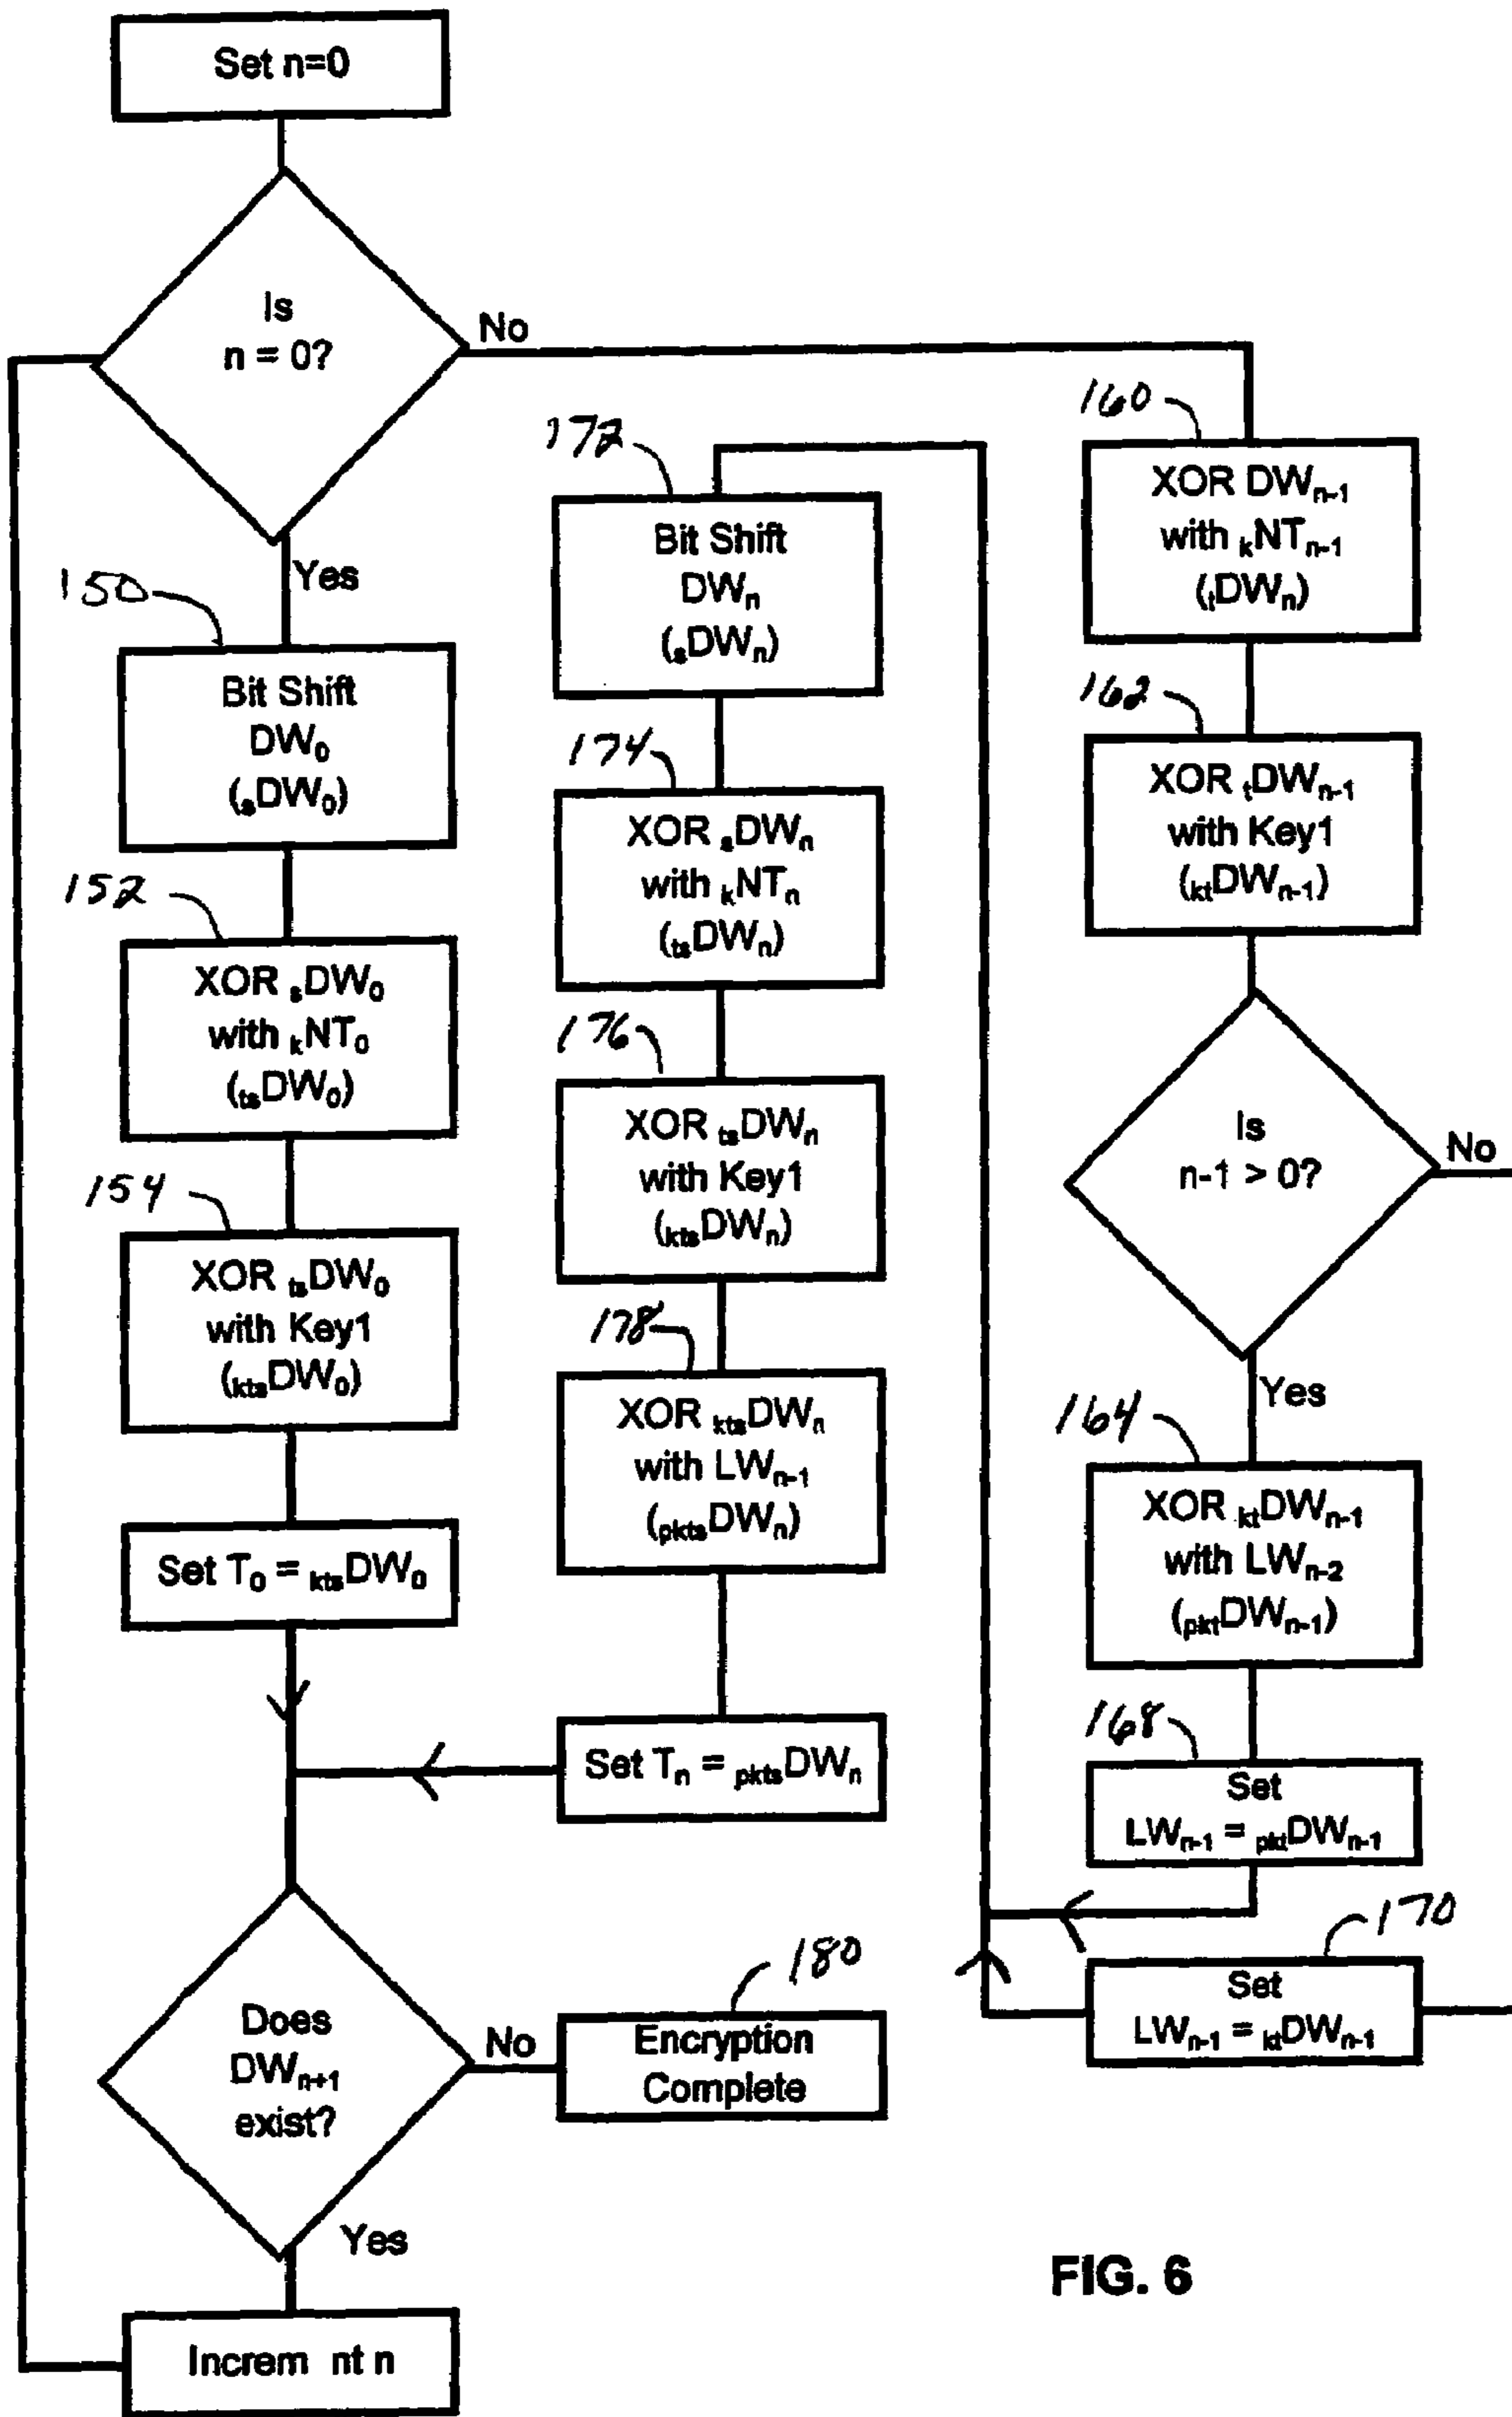 Set n=0
Is
n = 0?
No
Yes
150
Bit Shift
DW₀
(ₛDW₀)
152
XOR ₛDW₀
with ₖNT₀
(ₜₛDW₀)
154
XOR ₜₛDW₀
with Key1
(ₖₜₛDW₀)
Set T₀ = ₖₜₛDW₀
172
Bit Shift
DWₙ
(ₛDWₙ)
174
XOR ₛDWₙ
with ₖNTₙ
(ₜₛDWₙ)
176
XOR ₜₛDWₙ
with Key1
(ₖₜₛDWₙ)
178
XOR ₖₜₛDWₙ
with LWₙ₋₁
(ₚₖₜₛDWₙ)
Set Tₙ = ₚₖₜₛDWₙ
160
XOR DWₙ₋₁
with ₖNTₙ₋₁
(ₜDWₙ)
162
XOR ₜDWₙ₋₁
with Key1
(ₖₜDWₙ₋₁)
Is
n-1 > 0?
No
Yes
164
XOR ₖₜDWₙ₋₁
with LWₙ₋₂
(ₚₖₜDWₙ₋₁)
168
Set
LWₙ₋₁ = ₚₖₜDWₙ₋₁
170
Set
LWₙ₋₁ = ₖₜDWₙ₋₁
Does
DWₙ₊₁
exist?
No
180
Encryption
Complete
Yes
Increm nt n
FIG. 6